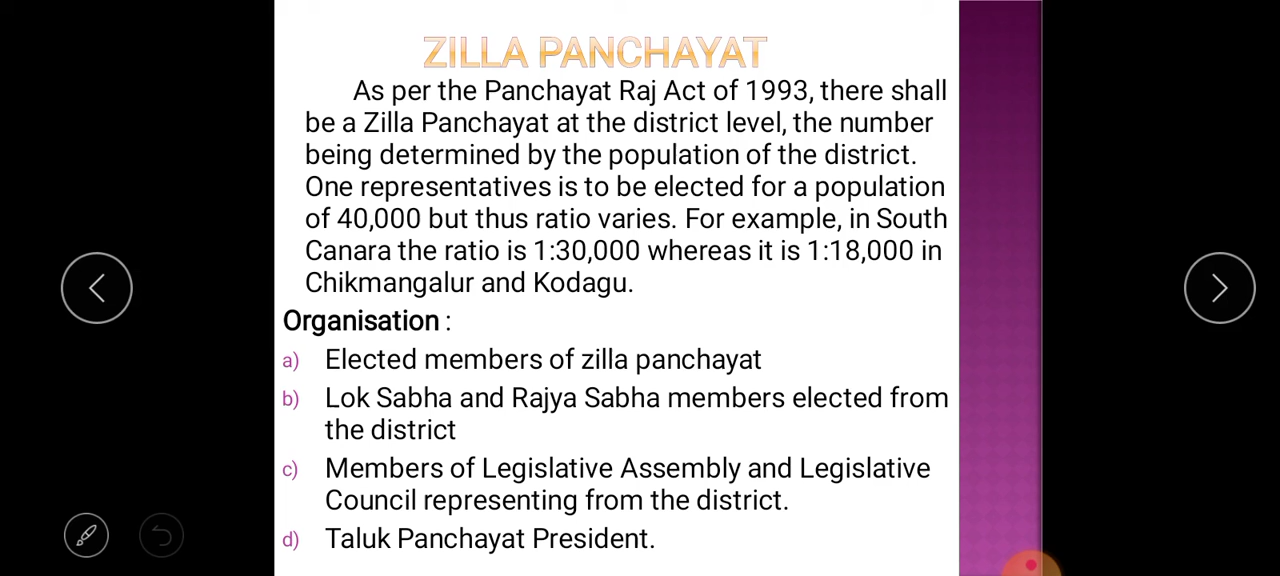 ZILLA PANCHAYAT
As per the Panchayat Raj Act of 1993, there shall
be a Zilla Panchayat at the district level, the number
being determined by the population of the district.
One representatives is to be elected for a population
of 40,000 but thus ratio varies. For example, in South
Canara the ratio is 1:30,000 whereas it is 1:18,000 in
Chikmangalur and Kodagu.
Organisation :
a) Elected members of zilla panchayat
b) Lok Sabha and Rajya Sabha members elected from
the district
c) Members of Legislative Assembly and Legislative
Council representing from the district.
d) Taluk Panchayat President.